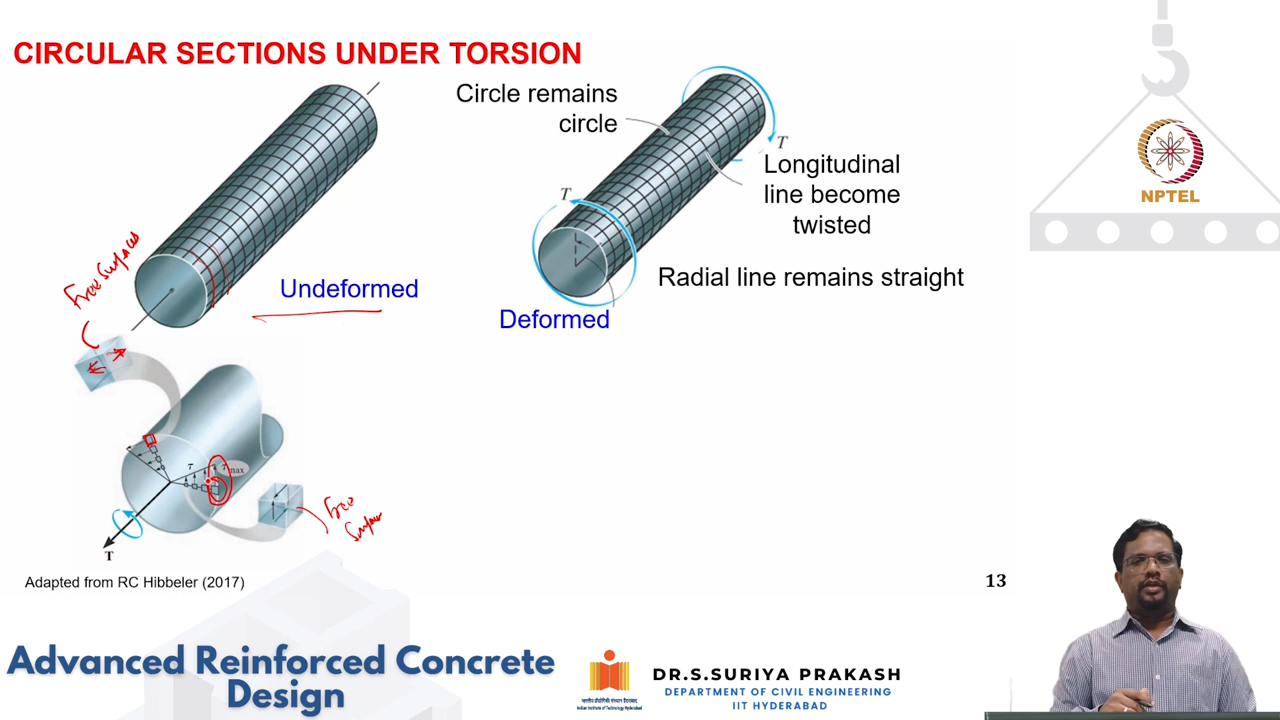 CIRCULAR SECTIONS UNDER TORSION
Circle remains
circle
T
Longitudinal
line become
twisted
T
Radial line remains straight
Free Surfaces
Undeformed
Deformed
τ
τmax
T
Free
Surface
Adapted from RC Hibbeler (2017)
13
NPTEL
Advanced Reinforced Concrete
Design
DR.S.SURIYA PRAKASH
DEPARTMENT OF CIVIL ENGINEERING
IIT HYDERABAD